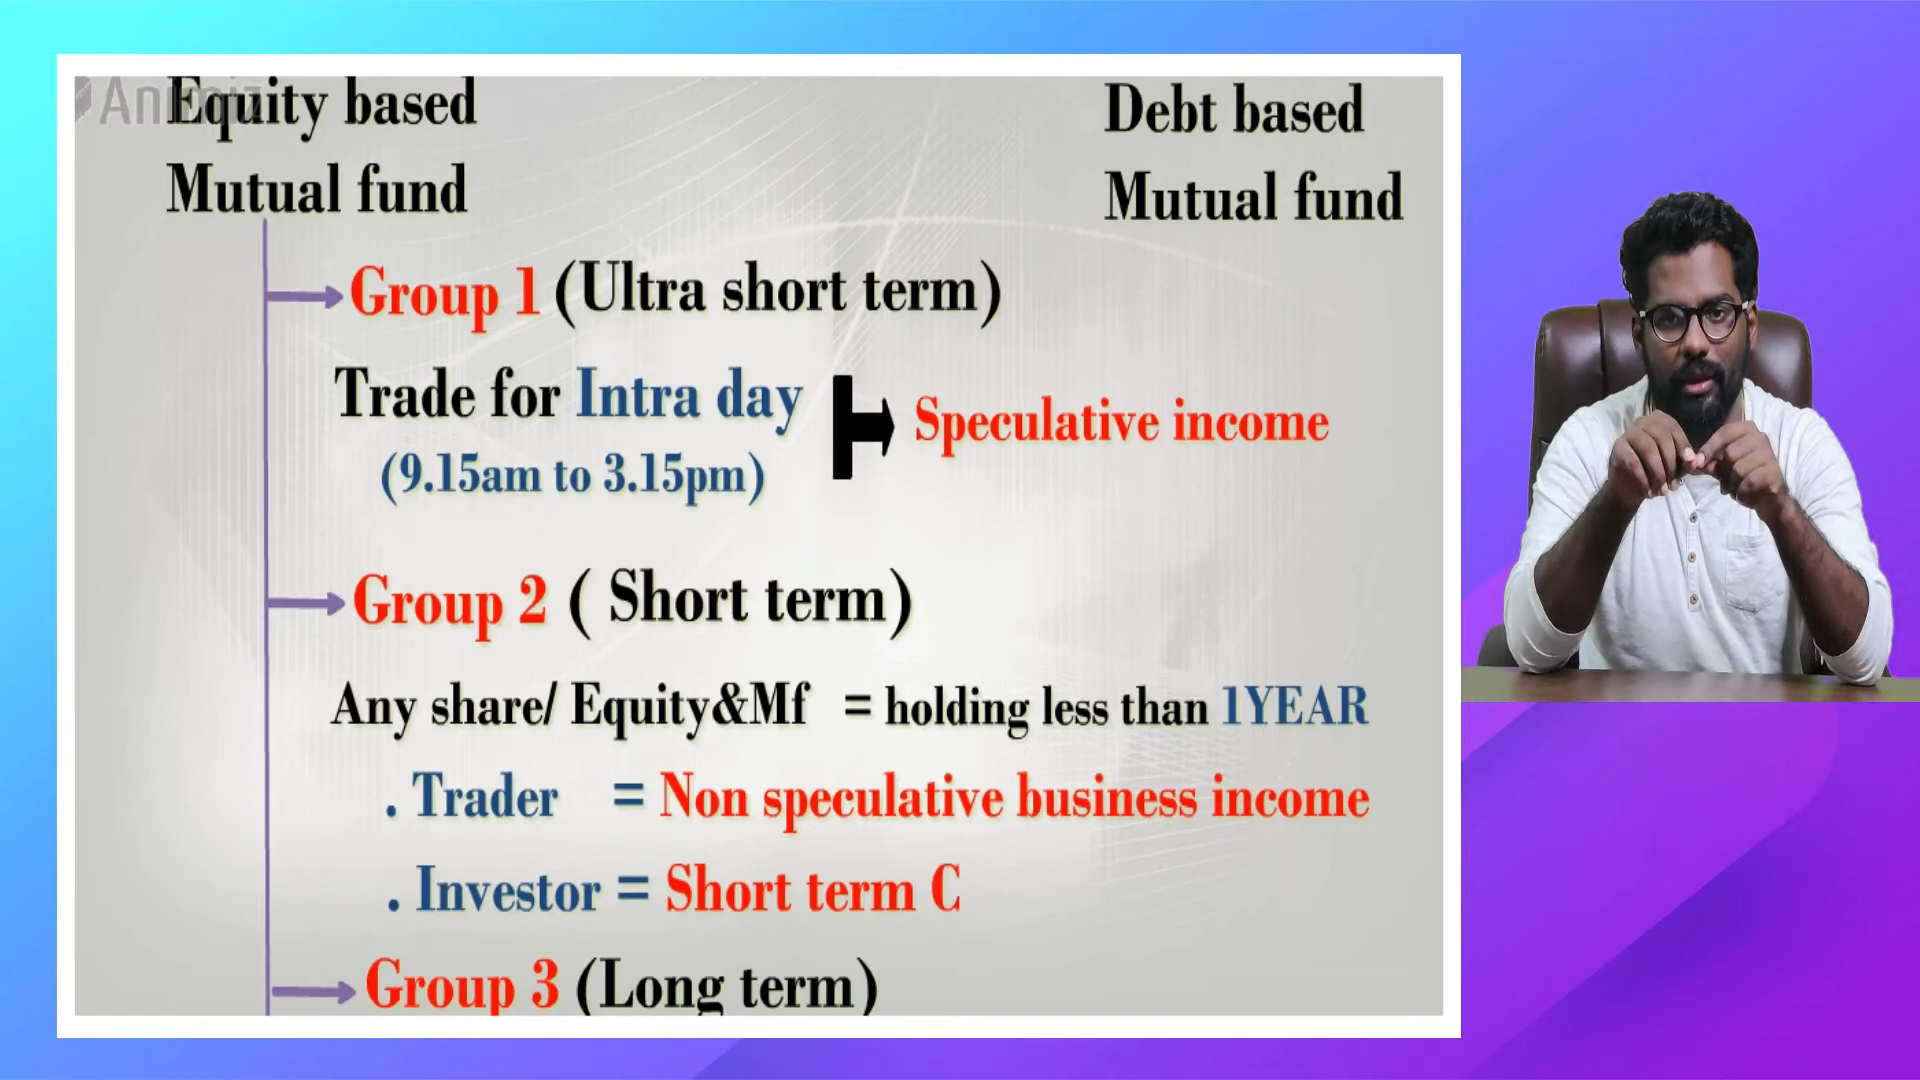 Animiz
Equity based
Mutual fund
Debt based
Mutual fund
Group 1 (Ultra short term)
Trade for Intra day
(9.15am to 3.15pm)
Speculative income
Group 2 ( Short term)
Any share/ Equity&Mf = holding less than 1YEAR
. Trader = Non speculative business income
. Investor = Short term C
Group 3 (Long term)